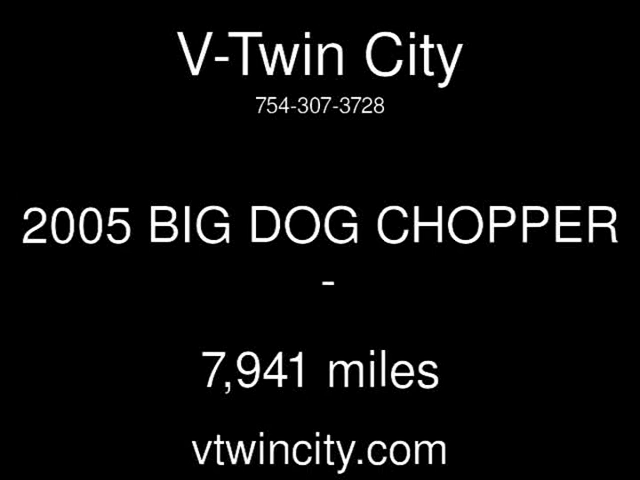 V-Twin City
754-307-3728
2005 BIG DOG CHOPPER
-
7,941 miles
vtwincity.com